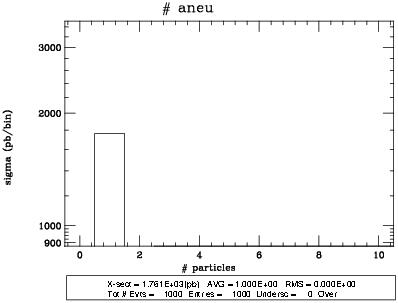 # aneu
3000
2000
1000
900
sigma (pb/bin)
0 2 4 6 8 10
# particles
X-sect = 1.761E+03(pb) AVG = 1.000E+00 RMS = 0.000E+00
Tot # Evts = 1000 Entries = 1000 Undersc = 0 Over